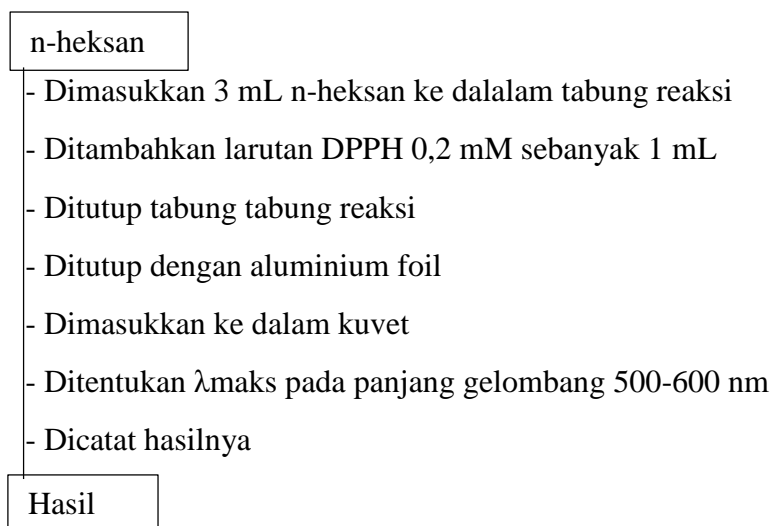 n-heksan
- Dimasukkan 3 mL n-heksan ke dalalam tabung reaksi
- Ditambahkan larutan DPPH 0,2 mM sebanyak 1 mL
- Ditutup tabung tabung reaksi
- Ditutup dengan aluminium foil
- Dimasukkan ke dalam kuvet
- Ditentukan λmaks pada panjang gelombang 500-600 nm
- Dicatat hasilnya
Hasil